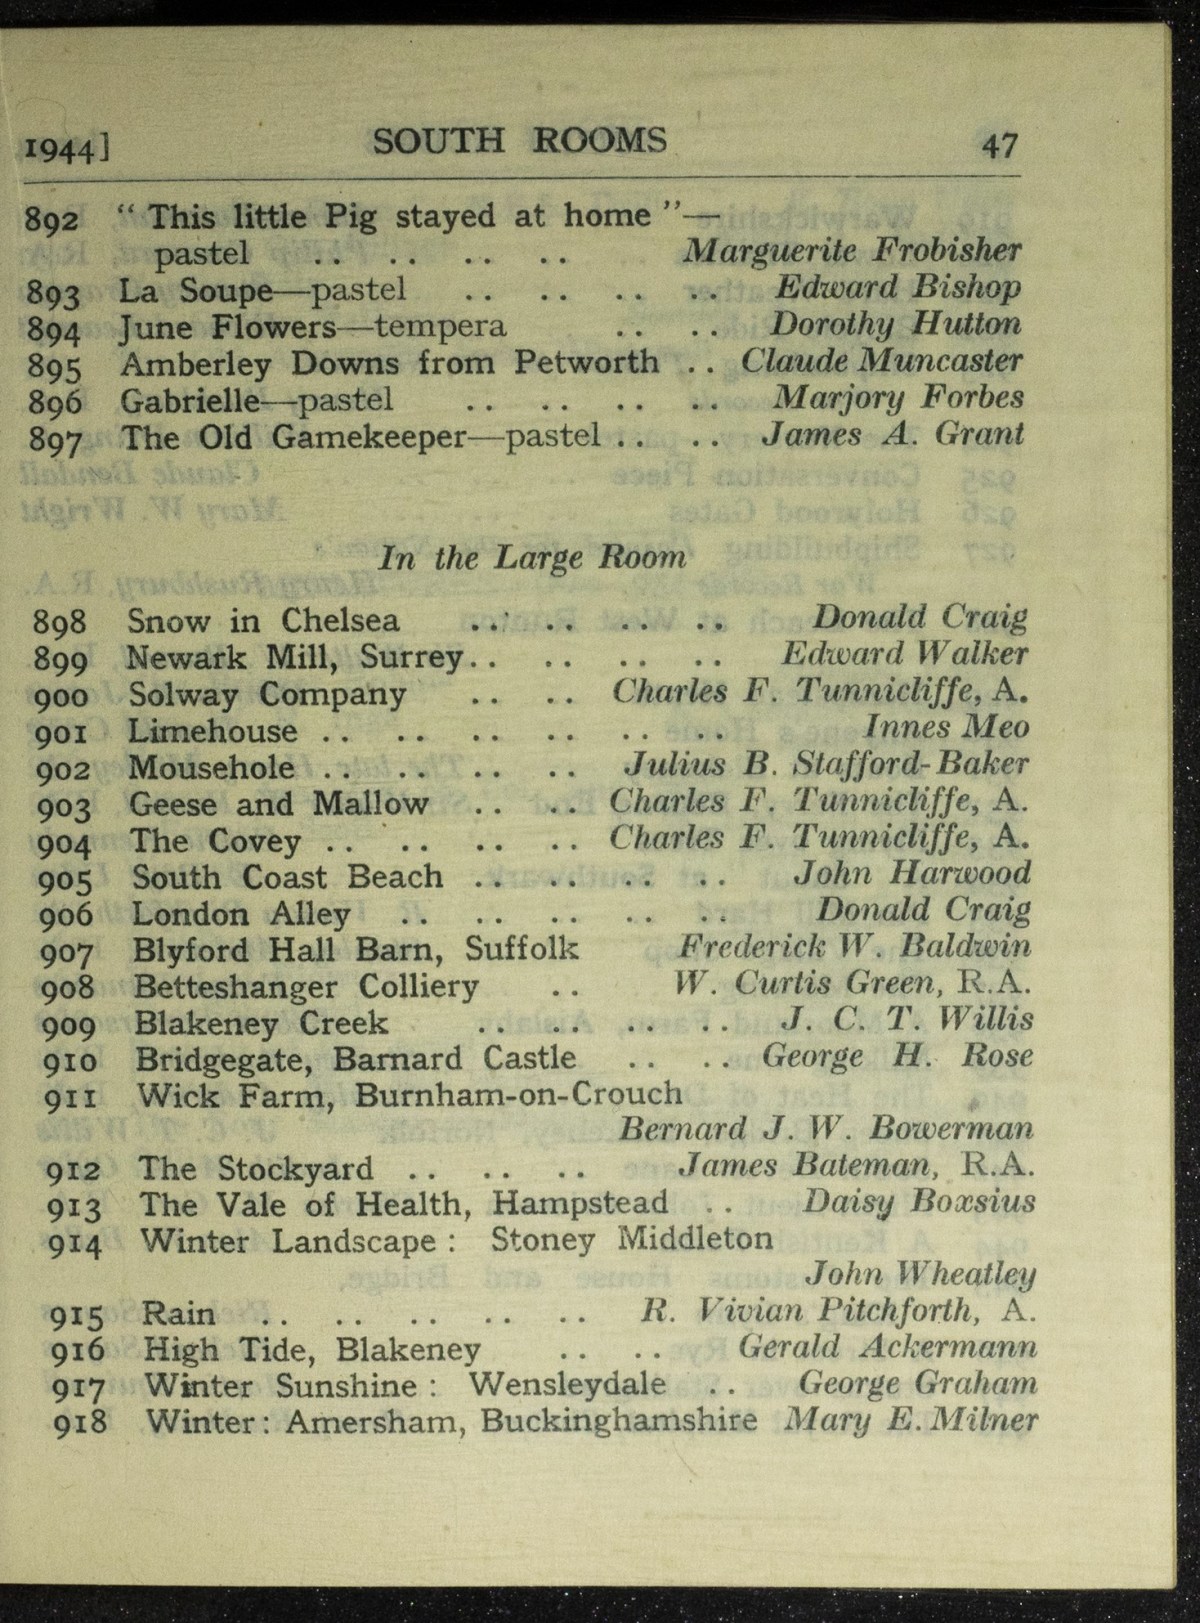 1944] SOUTH ROOMS 47
892 “ This little Pig stayed at home ”—
pastel .. .. .. .. Marguerite Frobisher
893 La Soupe—pastel .. .. .. .. Edward Bishop
894 June Flowers—tempera .. .. Dorothy Hutton
895 Amberley Downs from Petworth .. Claude Muncaster
896 Gabrielle—pastel .. .. .. .. Marjory Forbes
897 The Old Gamekeeper—pastel .. .. James A. Grant
In the Large Room
898 Snow in Chelsea .. .. .. .. Donald Craig
899 Newark Mill, Surrey .. .. .. .. Edward Walker
900 Solway Company .. .. Charles F. Tunnicliffe, A.
901 Limehouse .. .. .. .. .. .. Innes Meo
902 Mousehole .. .. .. .. Julius B. Stafford-Baker
903 Geese and Mallow .. .. Charles F. Tunnicliffe, A.
904 The Covey .. .. .. .. Charles F. Tunnicliffe, A.
905 South Coast Beach .. .. .. .. John Harwood
906 London Alley .. .. .. .. .. Donald Craig
907 Blyford Hall Barn, Suffolk Frederick W. Baldwin
908 Betteshanger Colliery .. W. Curtis Green, R.A.
909 Blakeney Creek .. .. .. .. J. C. T. Willis
910 Bridgegate, Barnard Castle .. .. George H. Rose
911 Wick Farm, Burnham-on-Crouch
Bernard J. W. Bowerman
912 The Stockyard .. .. .. James Bateman, R.A.
913 The Vale of Health, Hampstead .. Daisy Boxsius
914 Winter Landscape : Stoney Middleton
John Wheatley
915 Rain .. .. .. .. .. R. Vivian Pitchforth, A.
916 High Tide, Blakeney .. .. Gerald Ackermann
917 Winter Sunshine : Wensleydale .. George Graham
918 Winter : Amersham, Buckinghamshire Mary E. Milner